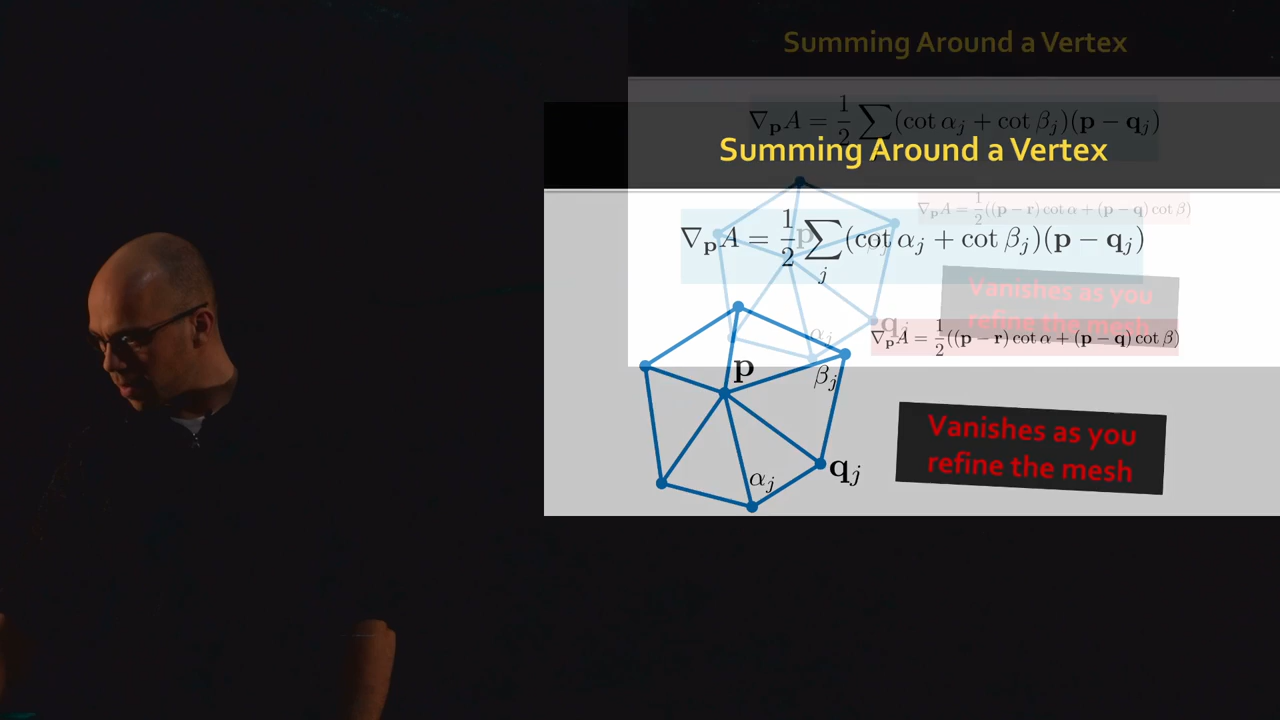 Summing Around a Vertex
∇ₚA = 1/2 ∑ⱼ (cot αⱼ + cot βⱼ)(p − qⱼ)
Summing Around a Vertex
∇ₚA = 1/2((p − r) cot α + (p − q) cot β)
∇ₚA = 1/2 ∑ⱼ (cot αⱼ + cot βⱼ)(p − qⱼ)
p
Vanishes as you
refine the mesh
qⱼ
αⱼ
∇ₚA = 1/2((p − r) cot α + (p − q) cot β)
p
βⱼ
Vanishes as you
refine the mesh
qⱼ
αⱼ